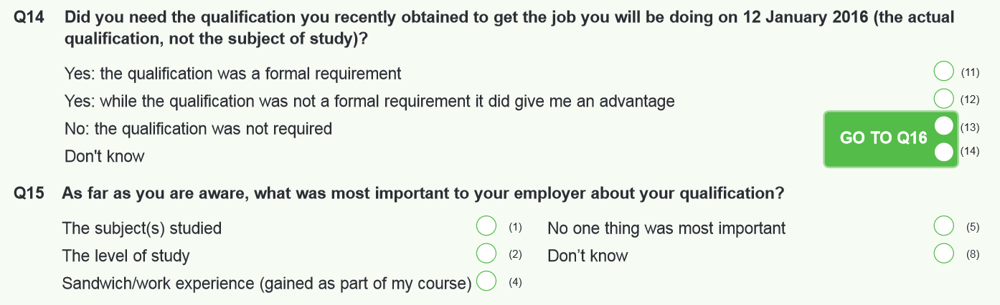 Q14 Did you need the qualification you recently obtained to get the job you will be doing on 12 January 2016 (the actual
qualification, not the subject of study)?
Yes: the qualification was a formal requirement (11)
Yes: while the qualification was not a formal requirement it did give me an advantage (12)
No: the qualification was not required (13)
GO TO Q16
Don't know (14)
Q15 As far as you are aware, what was most important to your employer about your qualification?
The subject(s) studied (1) No one thing was most important (5)
The level of study (2) Don’t know (8)
Sandwich/work experience (gained as part of my course) (4)